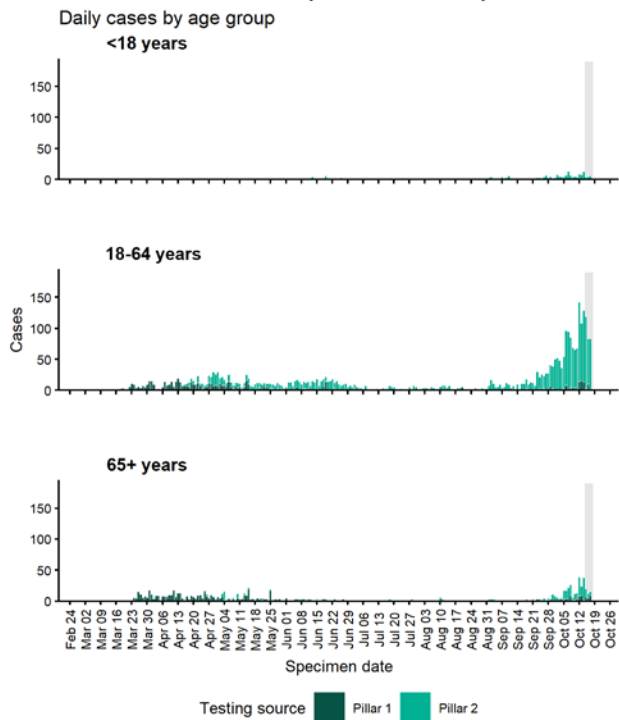 Daily cases by age group
<18 years
150
100
50
0
18-64 years
150
100
50
0
Cases
65+ years
150
100
50
0
Feb 24
Mar 02
Mar 09
Mar 16
Mar 23
Mar 30
Apr 06
Apr 13
Apr 20
Apr 27
May 04
May 11
May 18
May 25
Jun 01
Jun 08
Jun 15
Jun 22
Jun 29
Jul 06
Jul 13
Jul 20
Jul 27
Aug 03
Aug 10
Aug 17
Aug 24
Aug 31
Sep 07
Sep 14
Sep 21
Sep 28
Oct 05
Oct 12
Oct 19
Oct 26
Specimen date
Testing source Pillar 1 Pillar 2